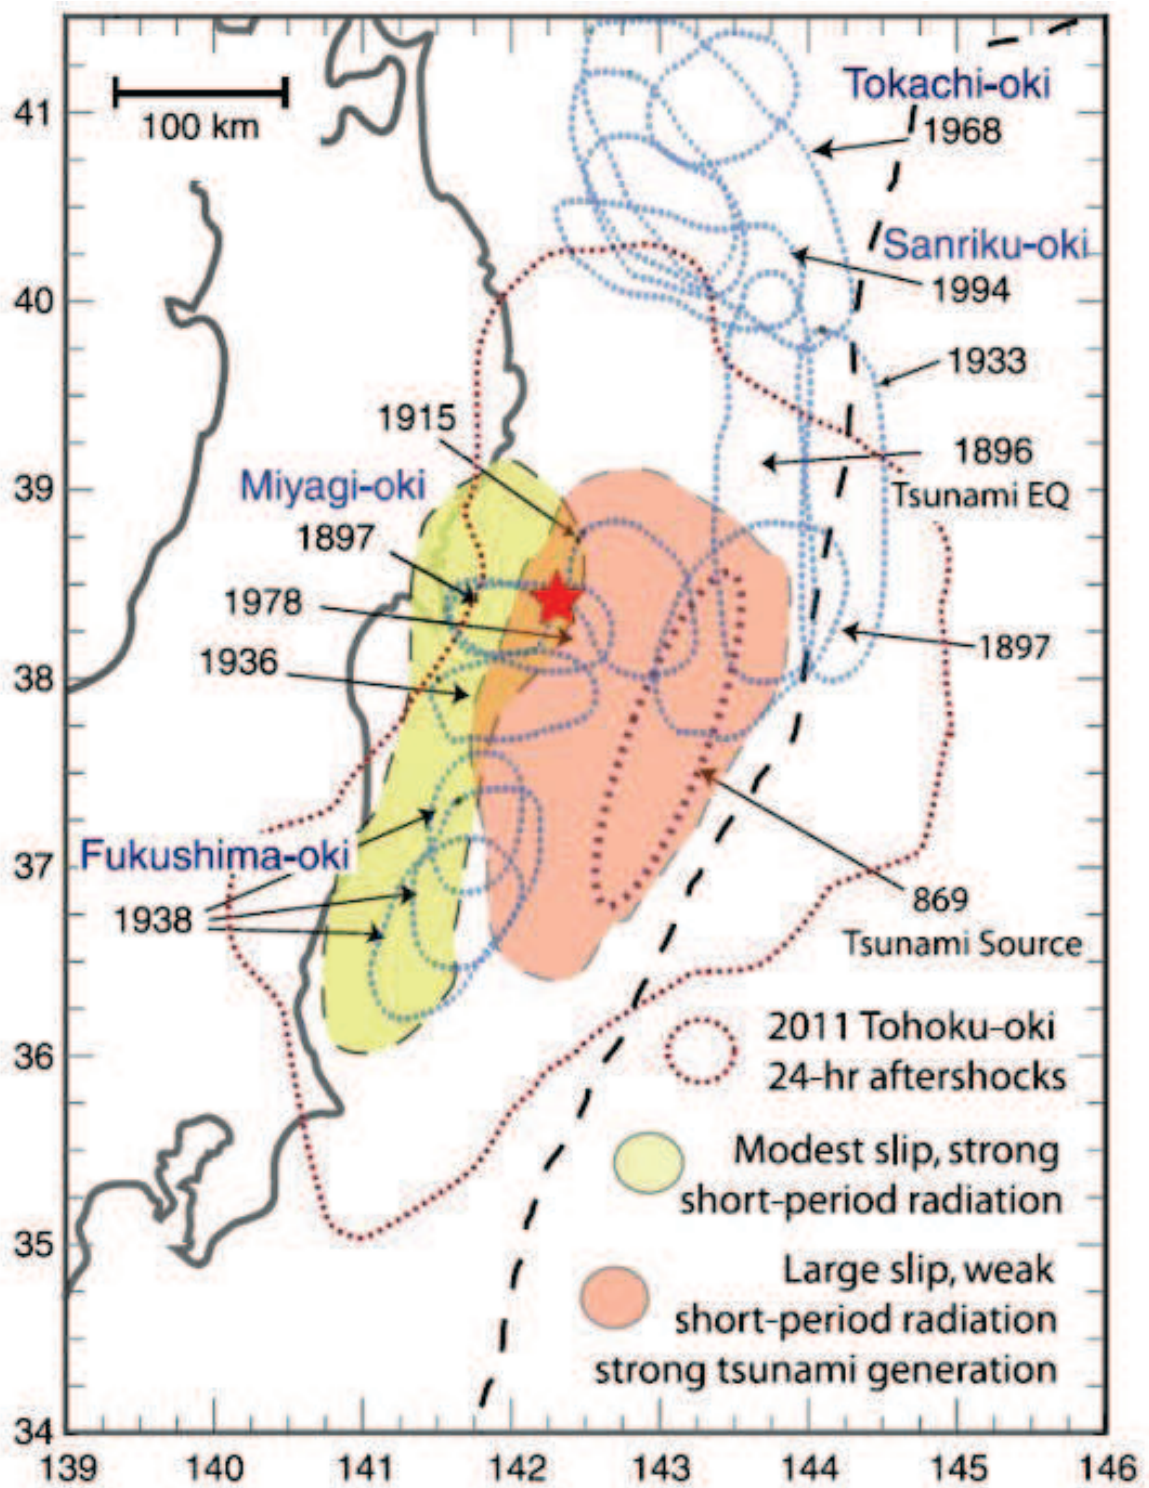 Tokachi-oki
41
100 km
1968
Sanriku-oki
40
1994
1933
1915
1896
39
Miyagi-oki
Tsunami EQ
1897
1978
1936
1897
38
37
Fukushima-oki
869
1938
Tsunami Source
2011 Tohoku-oki
36
24-hr aftershocks
Modest slip, strong
short-period radiation
35
Large slip, weak
short-period radiation
strong tsunami generation
34
139 140 141 142 143 144 145 146